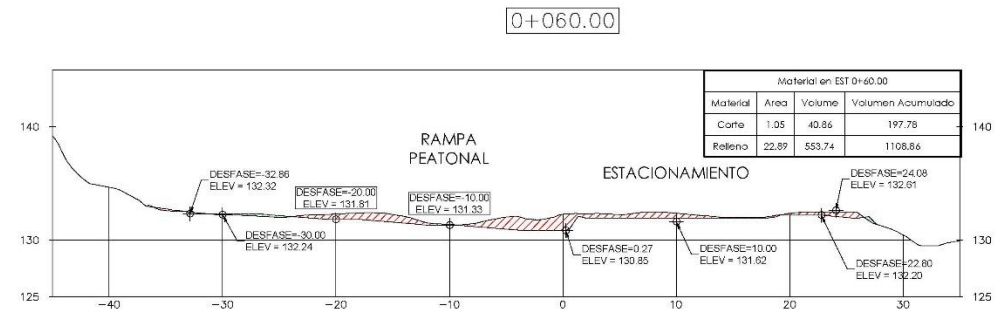 0+060.00
Material en EST 0+60.00
Material Area Volume Volumen Acumulado
Corte 1.05 40.86 197.78
Relleno 22.89 553.74 1108.86
140 140
RAMPA
PEATONAL
ESTACIONAMIENTO
DESFASE=-32.86
ELEV = 132.32
DESFASE=-20.00
ELEV = 131.81
DESFASE=-10.00
ELEV = 131.33
DESFASE=24.08
ELEV = 132.61
130 130
DESFASE=-30.00
ELEV = 132.24
DESFASE=0.27
ELEV = 130.85
DESFASE=10.00
ELEV = 131.62
DESFASE=22.80
ELEV = 132.20
125 125
-40 -30 -20 -10 0 10 20 30